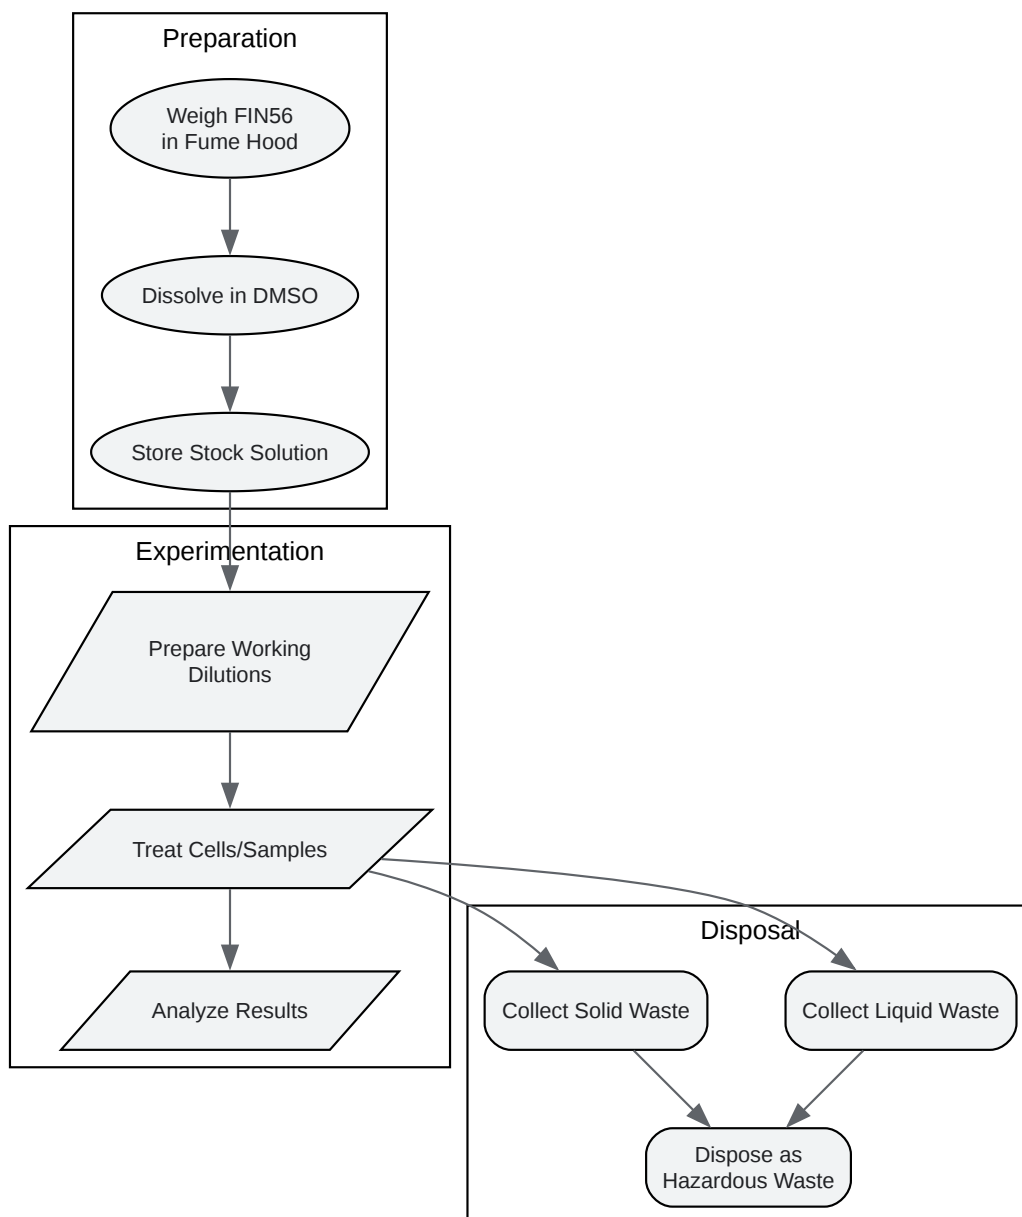 Preparation
Weigh FIN56
in Fume Hood
Dissolve in DMSO
Store Stock Solution
Experimentation
Prepare Working
Dilutions
Treat Cells/Samples
Analyze Results
Disposal
Collect Solid Waste
Collect Liquid Waste
Dispose as
Hazardous Waste